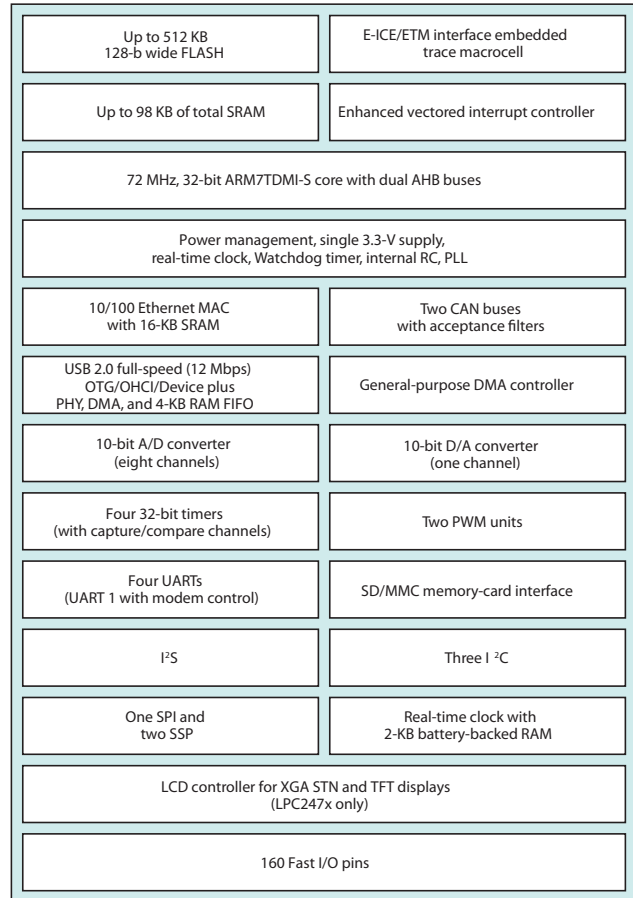 Up to 512 KB
128-b wide FLASH
E-ICE/ETM interface embedded
trace macrocell
Up to 98 KB of total SRAM
Enhanced vectored interrupt controller
72 MHz, 32-bit ARM7TDMI-S core with dual AHB buses
Power management, single 3.3-V supply,
real-time clock, Watchdog timer, internal RC, PLL
10/100 Ethernet MAC
with 16-KB SRAM
Two CAN buses
with acceptance filters
USB 2.0 full-speed (12 Mbps)
OTG/OHCI/Device plus
PHY, DMA, and 4-KB RAM FIFO
General-purpose DMA controller
10-bit A/D converter
(eight channels)
10-bit D/A converter
(one channel)
Four 32-bit timers
(with capture/compare channels)
Two PWM units
Four UARTs
(UART 1 with modem control)
SD/MMC memory-card interface
I²S
Three I ²C
One SPI and
two SSP
Real-time clock with
2-KB battery-backed RAM
LCD controller for XGA STN and TFT displays
(LPC247x only)
160 Fast I/O pins